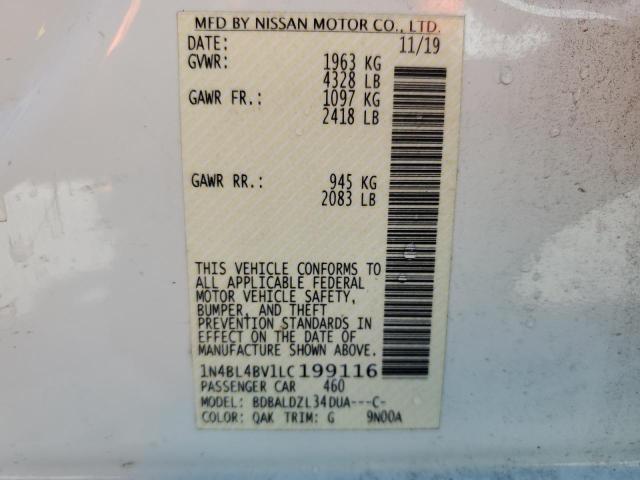 MFD BY NISSAN MOTOR CO., LTD.
DATE: 11/19
GVWR: 1963 KG
4328 LB
GAWR FR.: 1097 KG
2418 LB
GAWR RR.: 945 KG
2083 LB
THIS VEHICLE CONFORMS TO
ALL APPLICABLE FEDERAL
MOTOR VEHICLE SAFETY,
BUMPER, AND THEFT
PREVENTION STANDARDS IN
EFFECT ON THE DATE OF
MANUFACTURE SHOWN ABOVE.
1N4BL4BV1LC199116
PASSENGER CAR 460
MODEL: BDBALDZL34DUA---C-
COLOR: QAK TRIM: G 9N00A